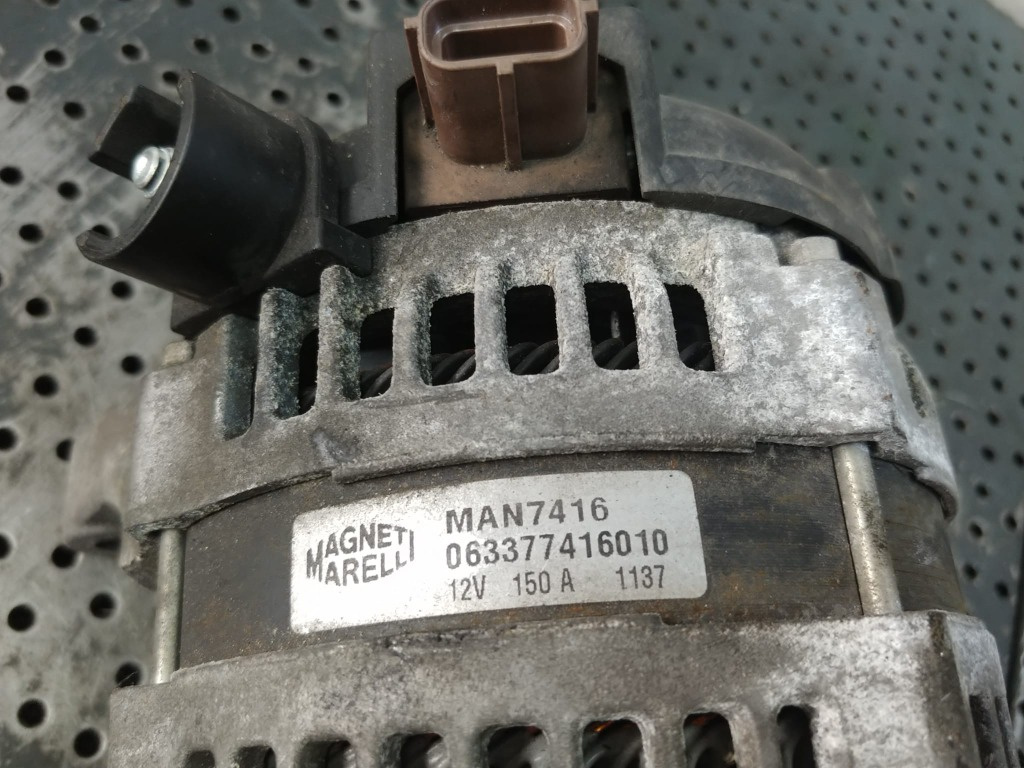 MAGNETI
MARELLI
MAN7416
063377416010
12V 150 A 1137